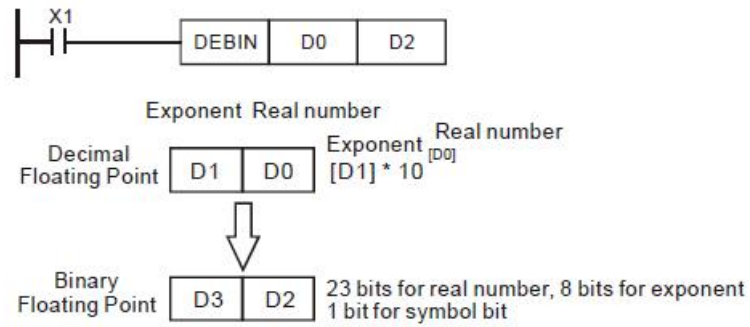 X1
DEBIN D0 D2
Exponent Real number
Decimal
Floating Point
D1 D0
Exponent Real number
[D1] * 10 [D0]
Binary
Floating Point
D3 D2
23 bits for real number, 8 bits for exponent
1 bit for symbol bit